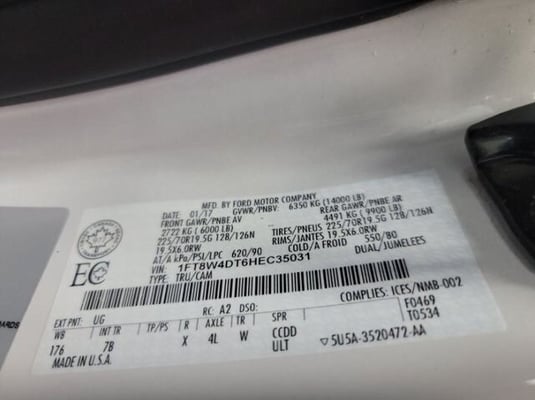 MFD. BY FORD MOTOR COMPANY
DATE: 01/17 GVWR/PNBV: 6350 KG (14000 LB)
FRONT GAWR/PNBE AV REAR GAWR/PNBE AR
2722 KG ( 6000 LB) 4491 KG ( 9900 LB)
225/70R19.5G 128/126N TIRES/PNEUS 225/70R19.5G 128/126N
19.5X6.0RW RIMS/JANTES 19.5X6.0RW
AT/A kPa/PSI/LPC 620/90 COLD/A FROID 550/80
VIN: 1FT8W4DT6HEC35031 DUAL/JUMELEES
TYPE: TRU/CAM
EC
COMPLIANCES: ICES/NMB-002
EXT PNT: UG RC: A2 DSO: F0469
WB INT TR TP/PS R AXLE TR SPR T0534
176 7B X 4L W CCDD
MADE IN U.S.A. ULT ▽5U5A-3520472-AA
ARDS